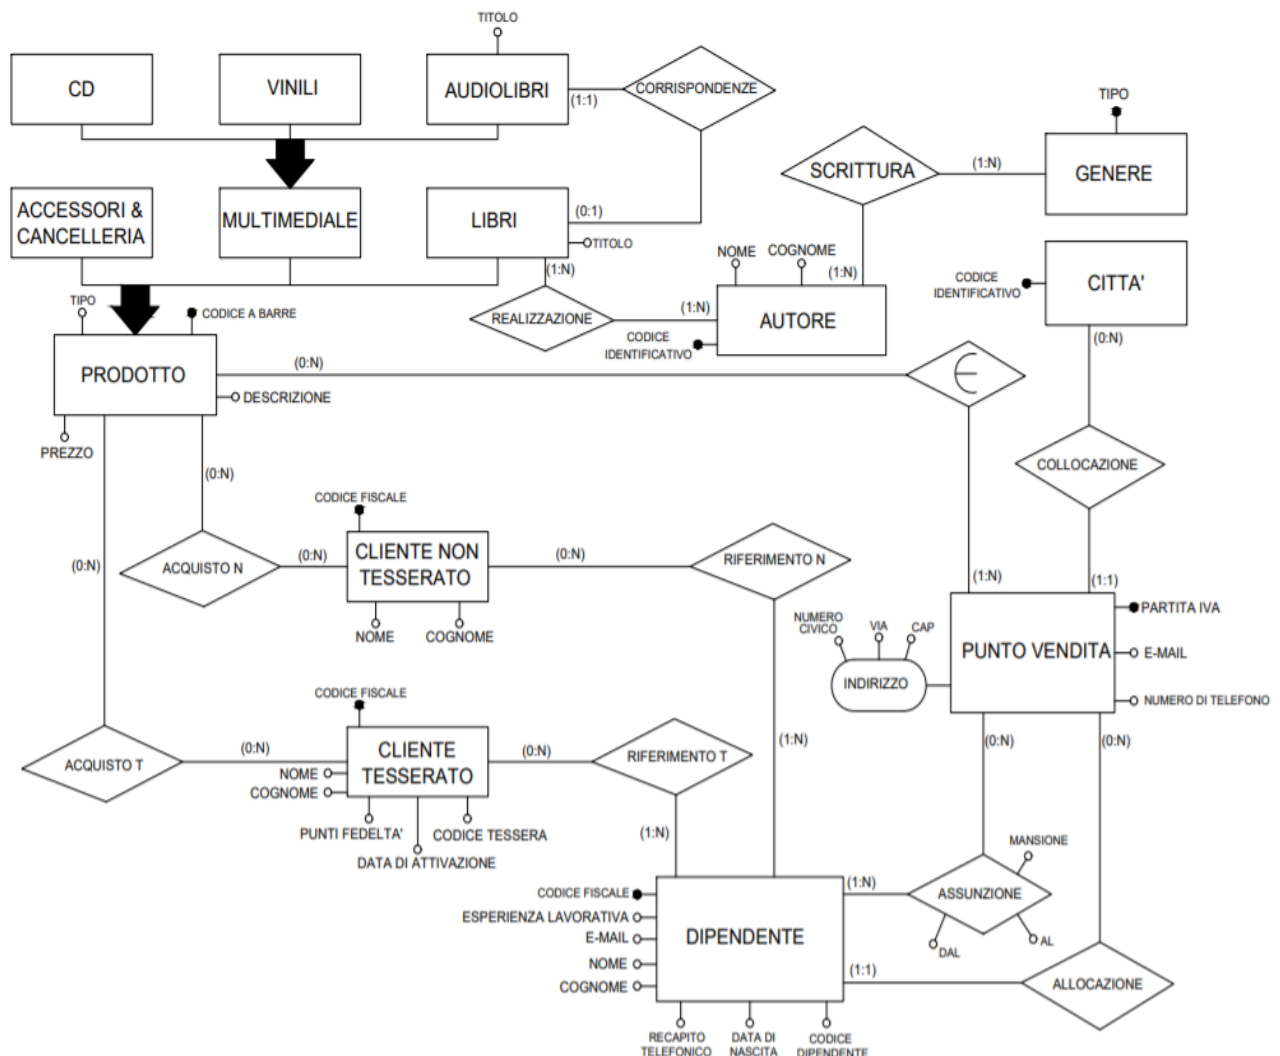 TITOLO
CD
VINILI
AUDIOLIBRI
(1:1)
CORRISPONDENZE
TIPO
GENERE
(1:N)
SCRITTURA
ACCESSORI &
CANCELLERIA
MULTIMEDIALE
LIBRI
(0:1)
TITOLO
(1:N)
NOME
COGNOME
(1:N)
CODICE
IDENTIFICATIVO
CITTA'
TIPO
CODICE A BARRE
REALIZZAZIONE
(1:N)
AUTORE
CODICE
IDENTIFICATIVO
(0:N)
PRODOTTO
(0:N)
∈
DESCRIZIONE
PREZZO
(0:N)
COLLOCAZIONE
CODICE FISCALE
(0:N)
ACQUISTO N
(0:N)
CLIENTE NON
TESSERATO
(0:N)
RIFERIMENTO N
(1:N)
(1:1)
NOME
COGNOME
PARTITA IVA
NUMERO
CIVICO
VIA
CAP
PUNTO VENDITA
E-MAIL
INDIRIZZO
NUMERO DI TELEFONO
CODICE FISCALE
(0:N)
(0:N)
(1:N)
(0:N)
(0:N)
ACQUISTO T
CLIENTE
TESSERATO
RIFERIMENTO T
NOME
COGNOME
PUNTI FEDELTA'
CODICE TESSERA
DATA DI ATTIVAZIONE
(1:N)
MANSIONE
CODICE FISCALE
(1:N)
ASSUNZIONE
ESPERIENZA LAVORATIVA
E-MAIL
DIPENDENTE
DAL
AL
NOME
(1:1)
COGNOME
ALLOCAZIONE
RECAPITO
TELEFONICO
DATA DI
NASCITA
CODICE
DIPENDENTE